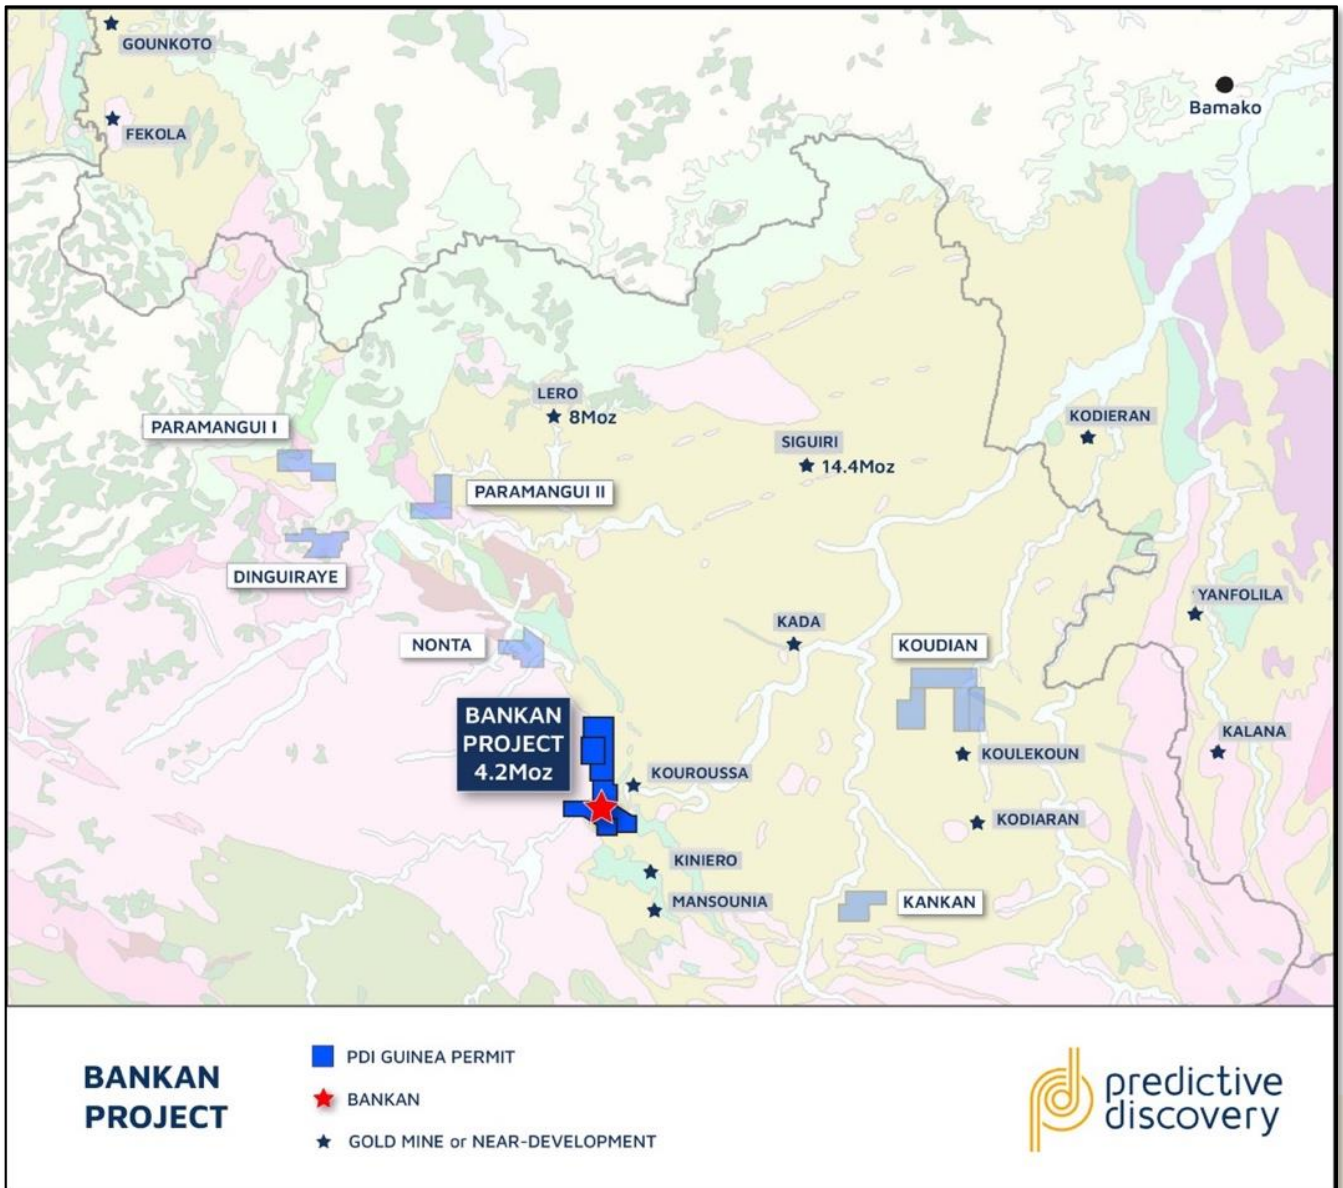 GOUNKOTO
FEKOLA
Bamako
LERO
8Moz
KODIERAN
PARAMANGUI I
SIGUIRI
14.4Moz
PARAMANGUI II
DINGUIRAYE
YANFOLILA
KADA
NONTA
KOUDIAN
BANKAN
PROJECT
4.2Moz
KALANA
KOULEKOUN
KOUROUSSA
KODIARAN
KINIERO
MANSOUNIA
KANKAN
BANKAN
PROJECT
PDI GUINEA PERMIT
BANKAN
GOLD MINE or NEAR-DEVELOPMENT
predictive
discovery